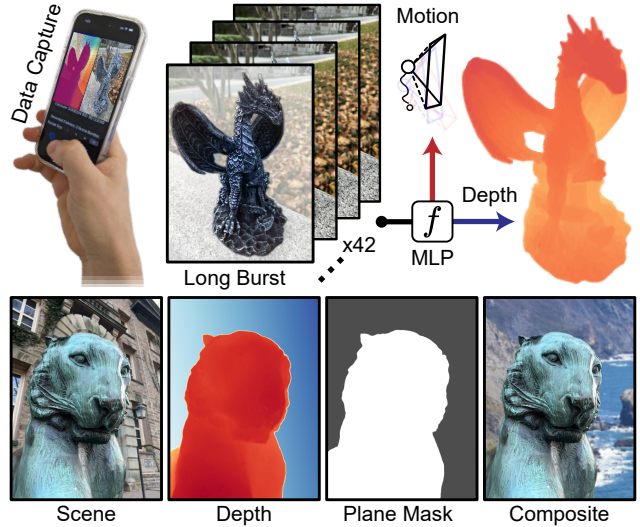 Data Capture
Motion
Depth
x42
f
MLP
Long Burst
Scene
Depth
Plane Mask
Composite